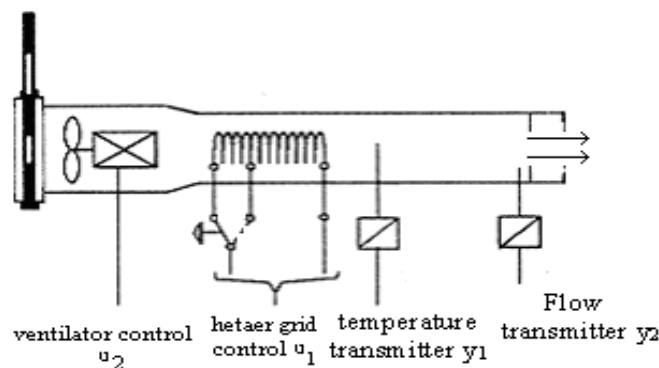 ventilator control
u2
hetaer grid
control u1
temperature
transmitter y1
Flow
transmitter y2